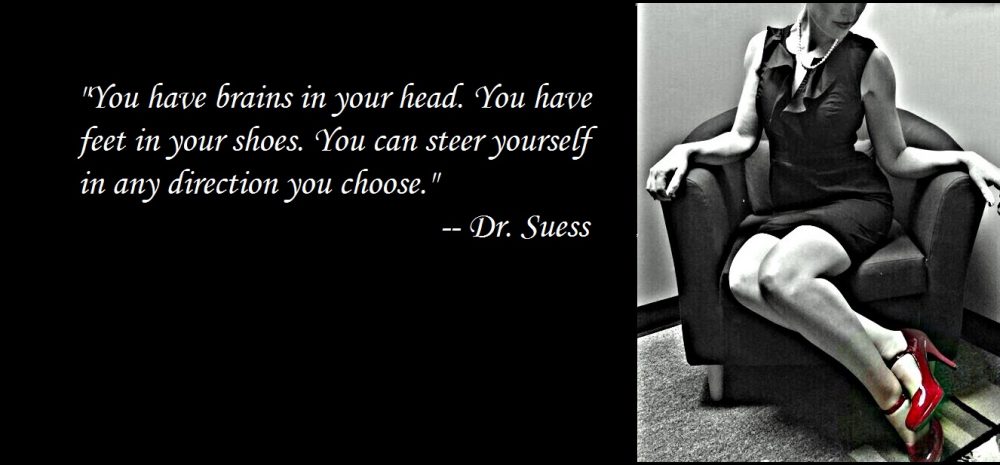 "You have brains in your head. You have
feet in your shoes. You can steer yourself
in any direction you choose."
-- Dr. Suess